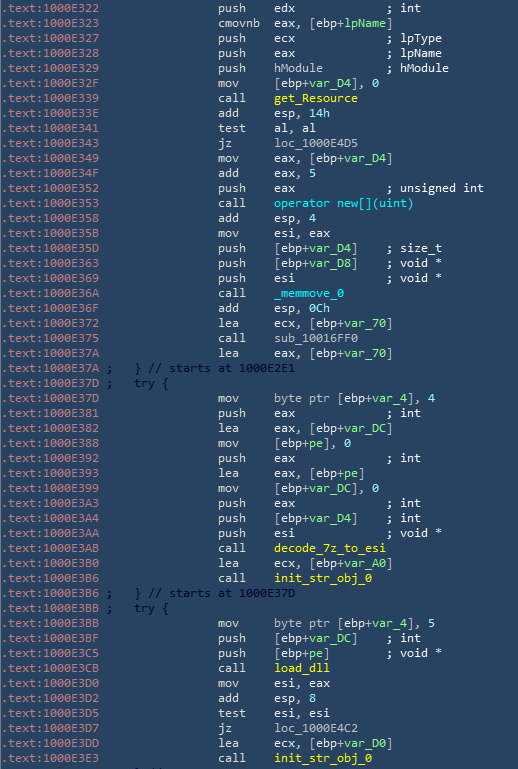 .text:1000E322 push edx ; int
.text:1000E323 cmovnb eax, [ebp+lpName]
.text:1000E327 push ecx ; lpType
.text:1000E328 push eax ; lpName
.text:1000E329 push hModule ; hModule
.text:1000E32F mov [ebp+var_D4], 0
.text:1000E339 call get_Resource
.text:1000E33E add esp, 14h
.text:1000E341 test al, al
.text:1000E343 jz loc_1000E4D5
.text:1000E349 mov eax, [ebp+var_D4]
.text:1000E34F add eax, 5
.text:1000E352 push eax ; unsigned int
.text:1000E353 call operator new[](uint)
.text:1000E358 add esp, 4
.text:1000E35B mov esi, eax
.text:1000E35D push [ebp+var_D4] ; size_t
.text:1000E363 push [ebp+var_D8] ; void *
.text:1000E369 push esi ; void *
.text:1000E36A call _memmove_0
.text:1000E36F add esp, 0Ch
.text:1000E372 lea ecx, [ebp+var_70]
.text:1000E375 call sub_10016FF0
.text:1000E37A lea eax, [ebp+var_70]
.text:1000E37A ; } // starts at 1000E2E1
.text:1000E37D ; try {
.text:1000E37D mov byte ptr [ebp+var_4], 4
.text:1000E381 push eax ; int
.text:1000E382 lea eax, [ebp+var_DC]
.text:1000E388 mov [ebp+pe], 0
.text:1000E392 push eax ; int
.text:1000E393 lea eax, [ebp+pe]
.text:1000E399 mov [ebp+var_DC], 0
.text:1000E3A3 push eax ; int
.text:1000E3A4 push [ebp+var_D4] ; int
.text:1000E3AA push esi ; void *
.text:1000E3AB call decode_7z_to_esi
.text:1000E3B0 lea ecx, [ebp+var_A0]
.text:1000E3B6 call init_str_obj_0
.text:1000E3B6 ; } // starts at 1000E37D
.text:1000E3BB ; try {
.text:1000E3BB mov byte ptr [ebp+var_4], 5
.text:1000E3BF push [ebp+var_DC] ; int
.text:1000E3C5 push [ebp+pe] ; void *
.text:1000E3CB call load_dll
.text:1000E3D0 mov esi, eax
.text:1000E3D2 add esp, 8
.text:1000E3D5 test esi, esi
.text:1000E3D7 jz loc_1000E4C2
.text:1000E3DD lea ecx, [ebp+var_D0]
.text:1000E3E3 call init_str_obj_0